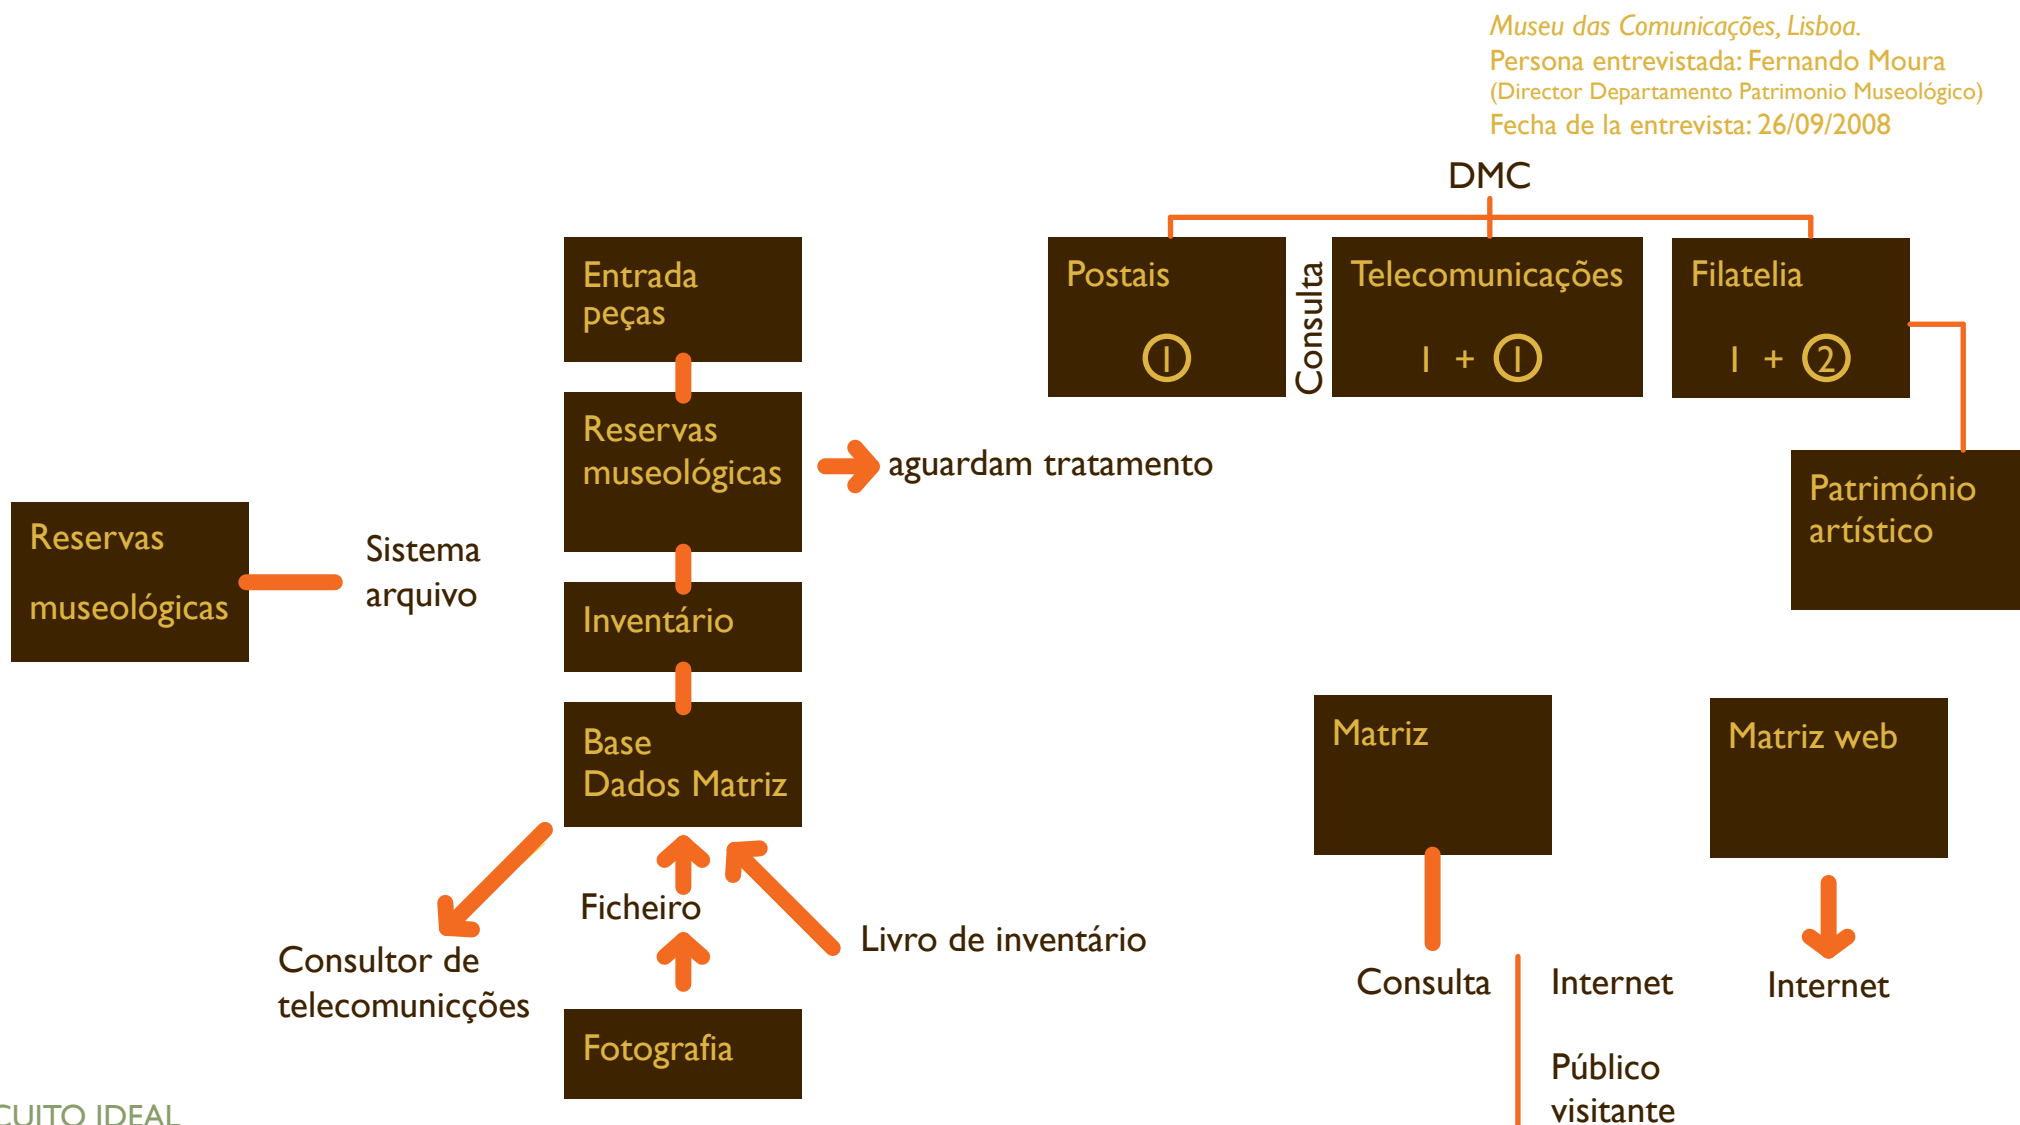 Museu das Comunicações, Lisboa.
Persona entrevistada: Fernando Moura
(Director Departamento Patrimonio Museológico)
Fecha de la entrevista: 26/09/2008
DMC
Postais
1
Consulta
Telecomunicações
1 + 1
Filatelia
1 + 2
Património
artístico
Entrada
peças
Reservas
museológicas
aguardam tratamento
Reservas
museológicas
Sistema
arquivo
Inventário
Base
Dados Matriz
Consultor de
telecomunicções
Ficheiro
Livro de inventário
Fotografia
Matriz
Consulta
Internet
Público
visitante
Matriz web
Internet
CUITO IDEAL